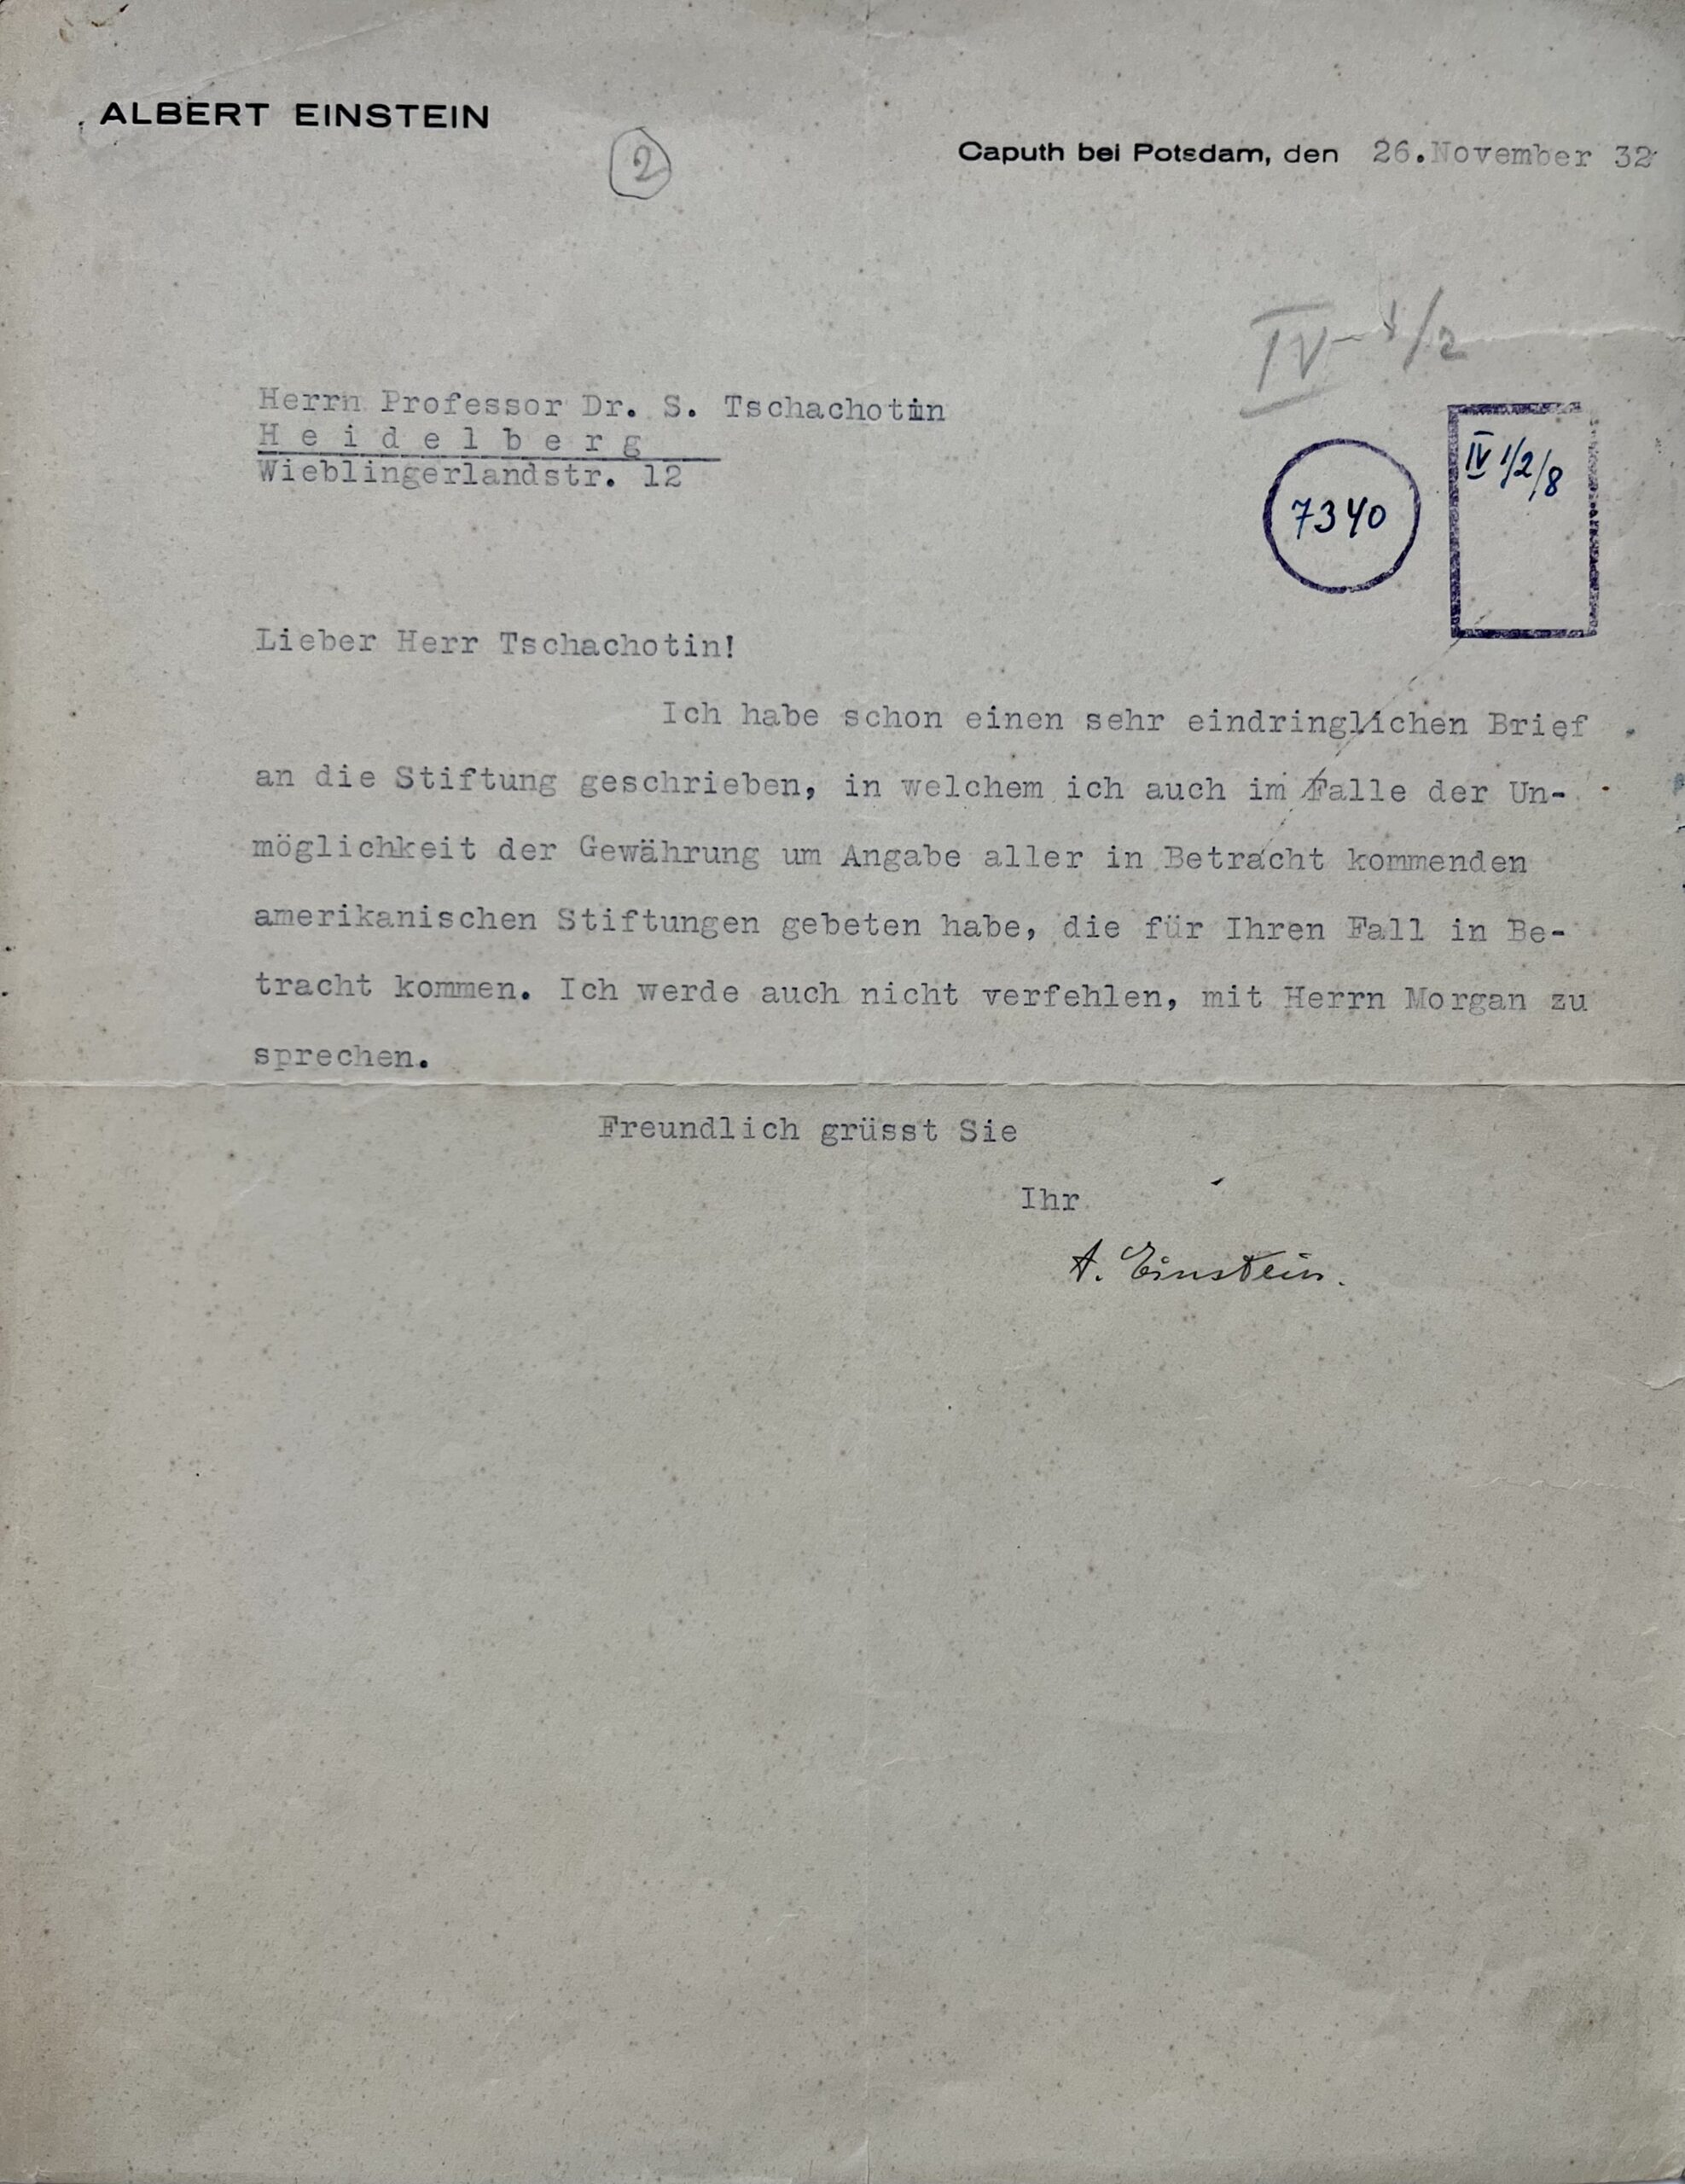 ALBERT EINSTEIN
2
Caputh bei Potsdam, den 26.November 32
IV-1/2
Herrn Professor Dr. S. Tschachotin
H e i d e l b e r g
Wieblingerlandstr. 12
7340
IV 1/2/8
Lieber Herr Tschachotin!
Ich habe schon einen sehr eindringlichen Brief
an die Stiftung geschrieben, in welchem ich auch im Falle der Un-
möglichkeit der Gewährung um Angabe aller in Betracht kommenden
amerikanischen Stiftungen gebeten habe, die für Ihren Fall in Be-
tracht kommen. Ich werde auch nicht verfehlen, mit Herrn Morgan zu
sprechen.
Freundlich grüsst Sie
Ihr
A. Einstein.